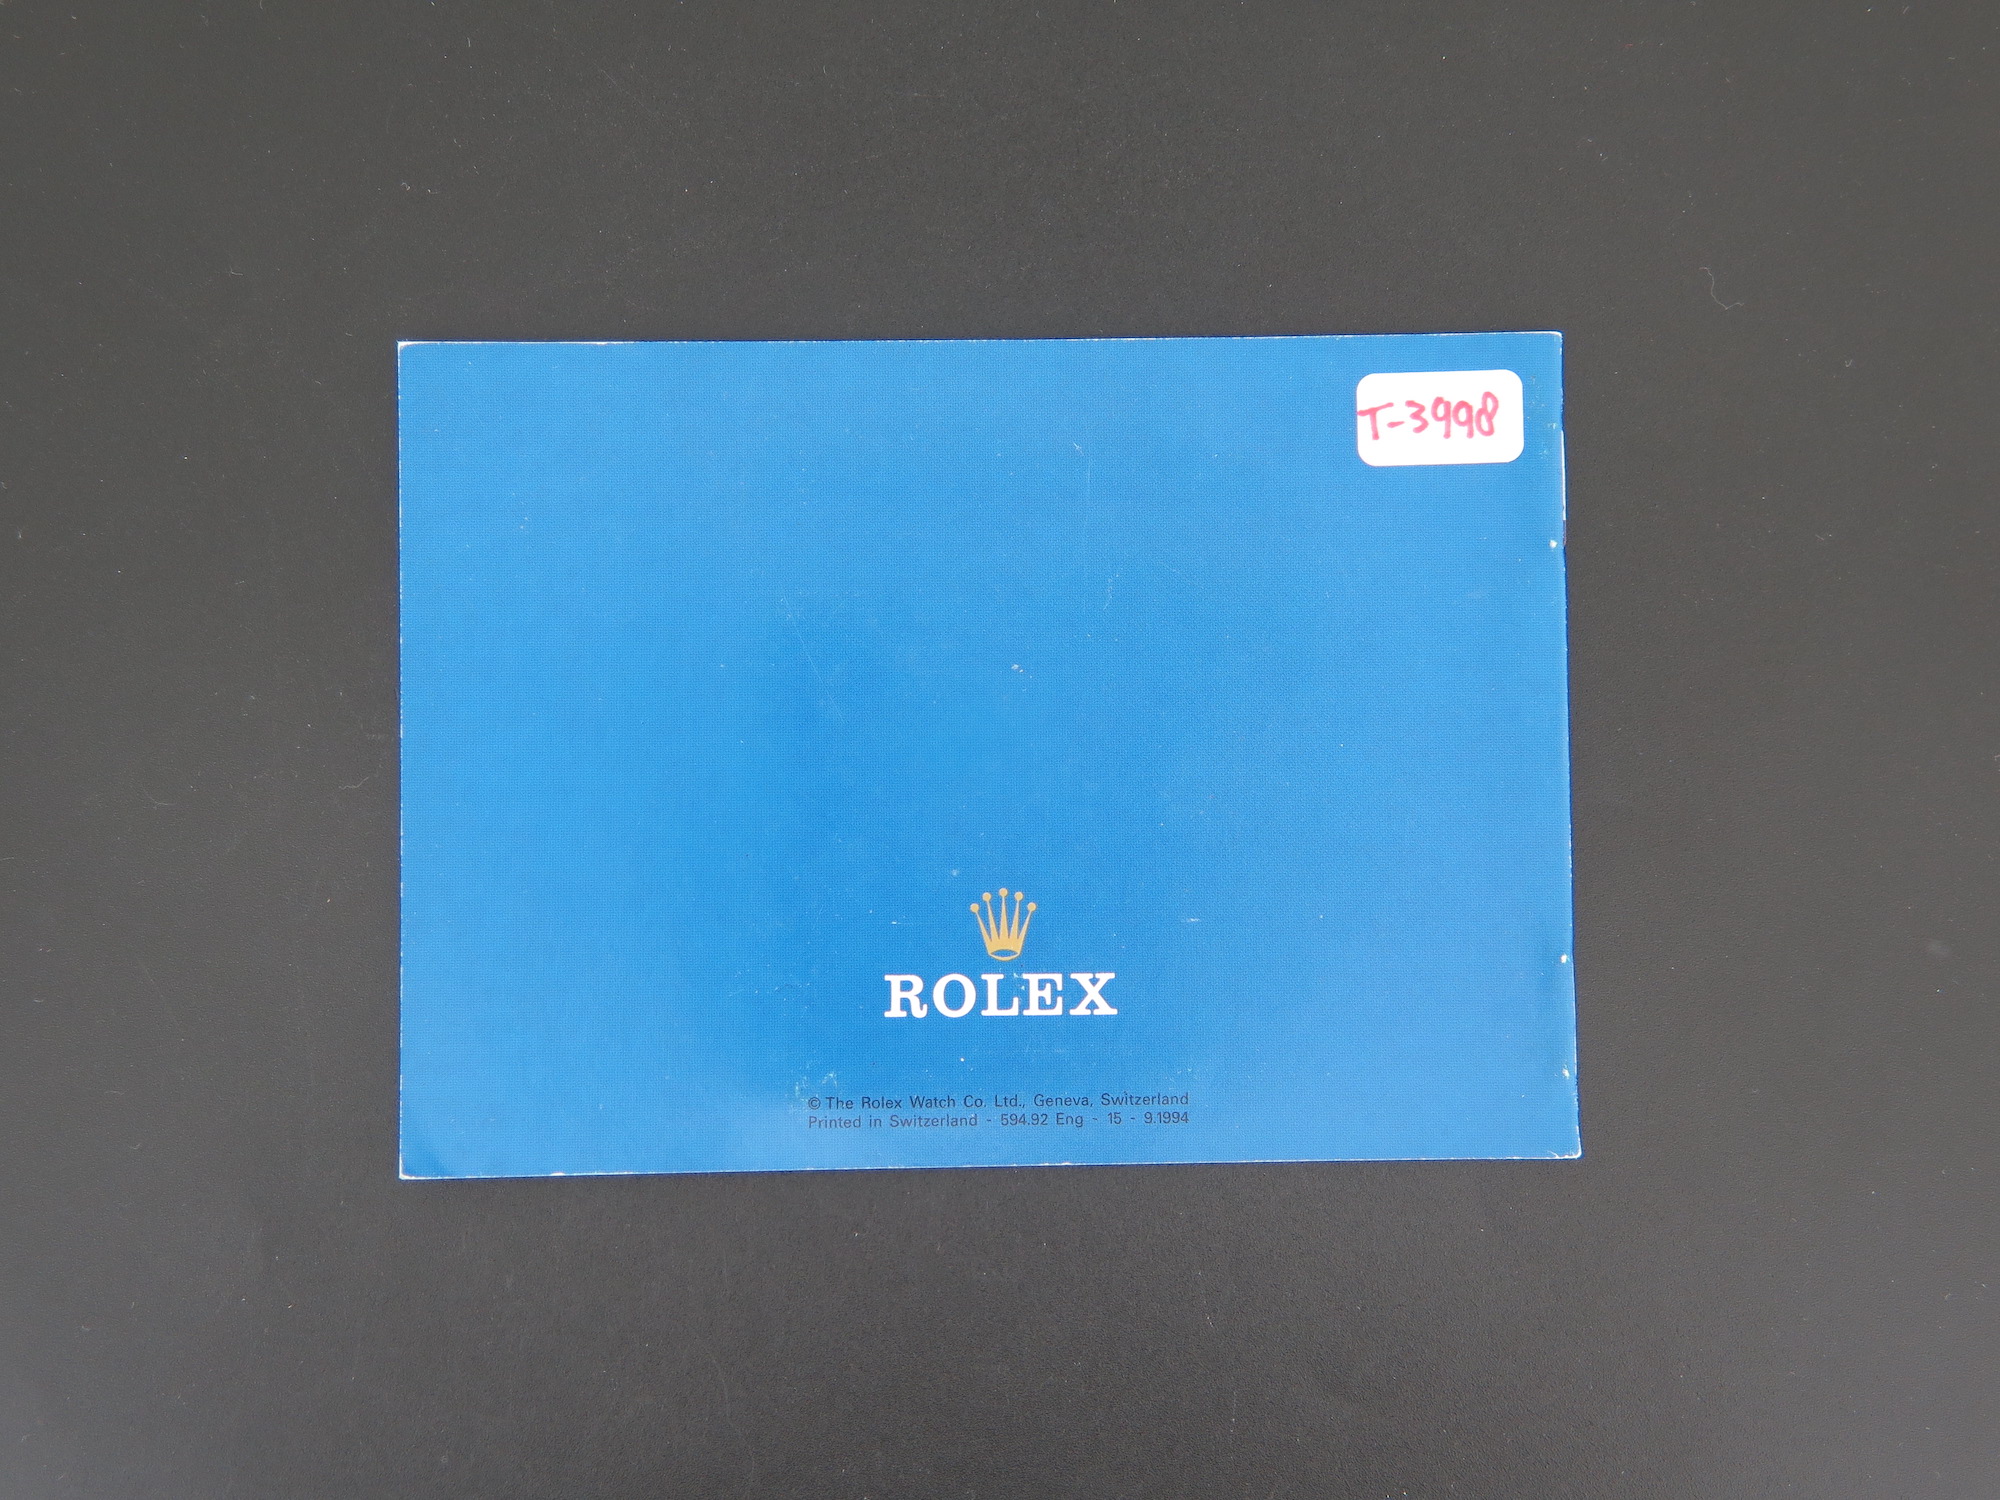 T-3998
ROLEX
© The Rolex Watch Co. Ltd., Geneva, Switzerland
Printed in Switzerland - 594.92 Eng - 15 - 9.1994